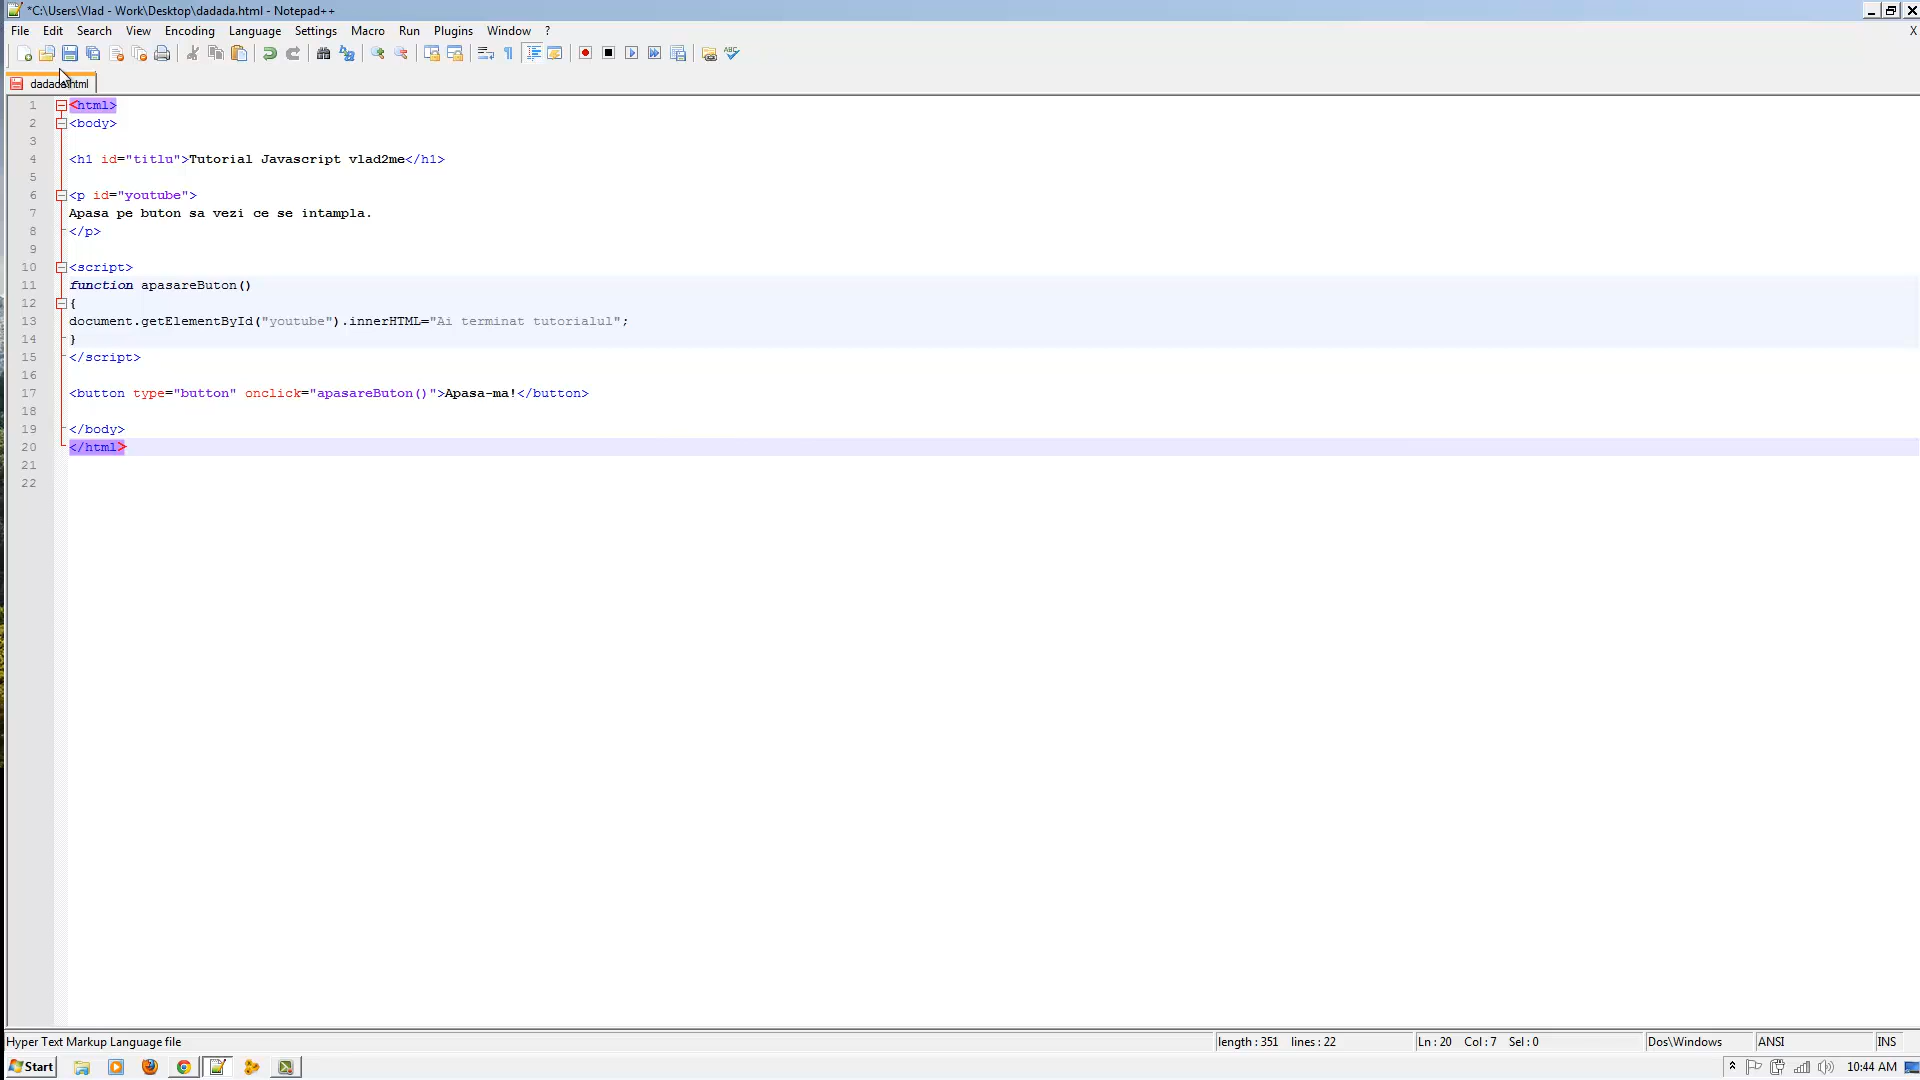 *C:\Users\Vlad - Work\Desktop\dadada.html - Notepad++
File Edit Search View Encoding Language Settings Macro Run Plugins Window ? X
dadada.html
1 <html>
2 <body>
3
4 <h1 id="titlu">Tutorial Javascript vlad2me</h1>
5
6 <p id="youtube">
7 Apasa pe buton sa vezi ce se intampla.
8 </p>
9
10 <script>
11 function apasareButon()
12 {
13 document.getElementById("youtube").innerHTML="Ai terminat tutorialul";
14 }
15 </script>
16
17 <button type="button" onclick="apasareButon()">Apasa-ma!</button>
18
19 </body>
20 </html>
21
22
Hyper Text Markup Language file length : 351 lines : 22 Ln : 20 Col : 7 Sel : 0 Dos\Windows ANSI INS
Start 10:44 AM